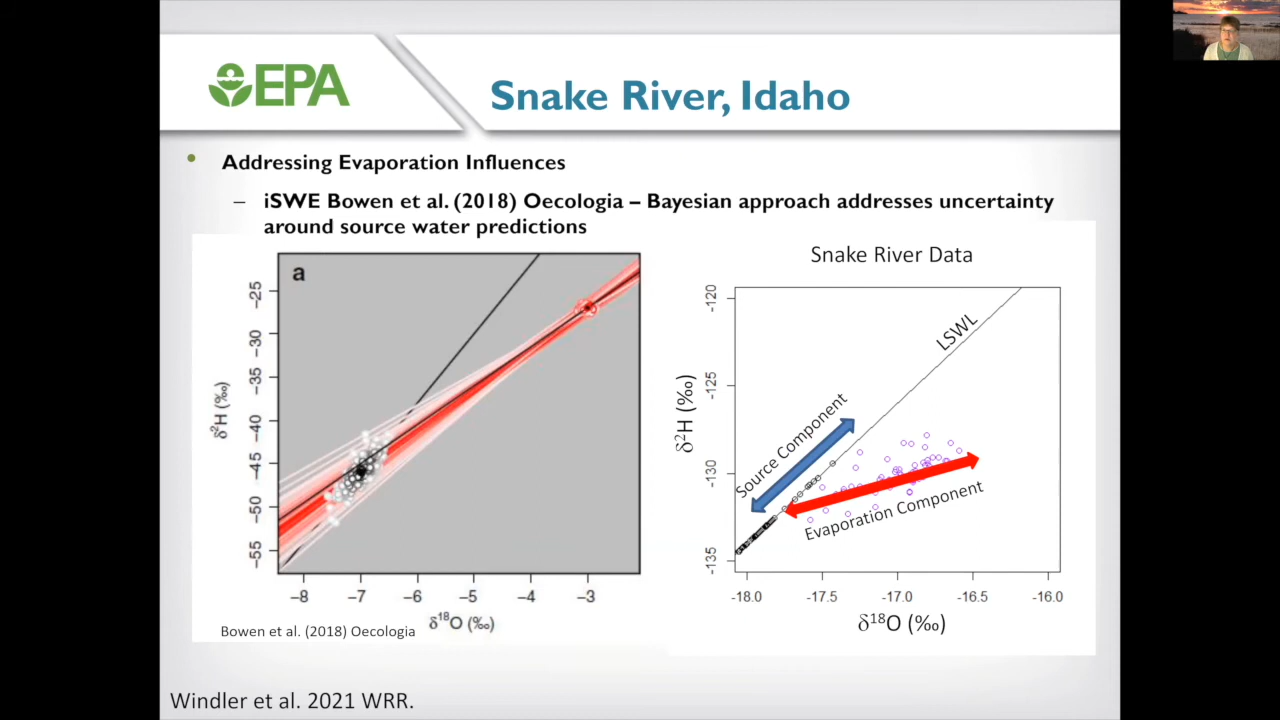 EPA
Snake River, Idaho
• Addressing Evaporation Influences
– iSWE Bowen et al. (2018) Oecologia – Bayesian approach addresses uncertainty
around source water predictions
a
δ²H (‰)
-25
-30
-35
-40
-45
-50
-55
-8 -7 -6 -5 -4 -3
δ¹⁸O (‰)
Bowen et al. (2018) Oecologia
Snake River Data
δ²H (‰)
-120
-125
-130
-135
LSWL
Source Component
Evaporation Component
-18.0 -17.5 -17.0 -16.5 -16.0
δ¹⁸O (‰)
Windler et al. 2021 WRR.